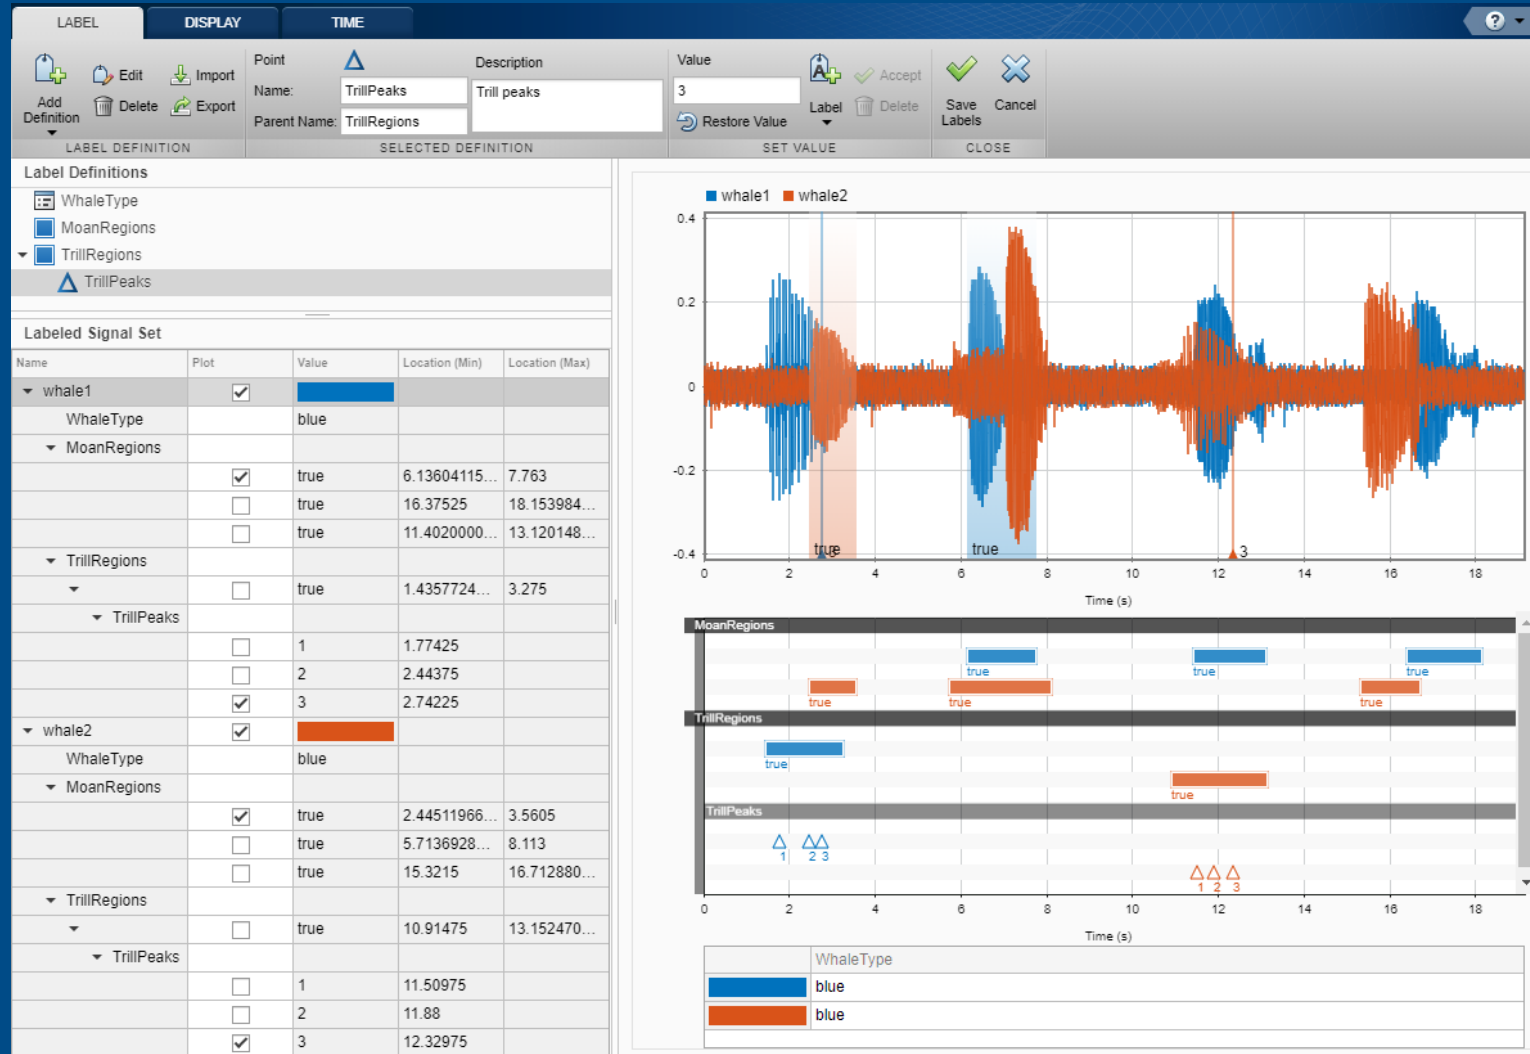 LABEL DISPLAY TIME
?
Add Definition
Edit
Delete
Import
Export
LABEL DEFINITION
Point
Name: TrillPeaks
Parent Name: TrillRegions
Description
Trill peaks
SELECTED DEFINITION
Value
3
Restore Value
Label
Accept
Delete
SET VALUE
Save Labels
Cancel
CLOSE
Label Definitions
WhaleType
MoanRegions
TrillRegions
TrillPeaks
Labeled Signal Set
Name Plot Value Location (Min) Location (Max)
whale1
WhaleType blue
MoanRegions
true 6.13604115... 7.763
true 16.37525 18.153984...
true 11.4020000... 13.120148...
TrillRegions
true 1.4357724... 3.275
TrillPeaks
1 1.77425
2 2.44375
3 2.74225
whale2
WhaleType blue
MoanRegions
true 2.44511966... 3.5605
true 5.7136928... 8.113
true 15.3215 16.712880...
TrillRegions
true 10.91475 13.152470...
TrillPeaks
1 11.50975
2 11.88
3 12.32975
whale1 whale2
0.4
0.2
0
-0.2
-0.4
true 3 true 3
0 2 4 6 8 10 12 14 16 18
Time (s)
MoanRegions
true true true
true true true
TrillRegions
true
true
TrillPeaks
1 2 3
1 2 3
0 2 4 6 8 10 12 14 16 18
Time (s)
WhaleType
blue
blue